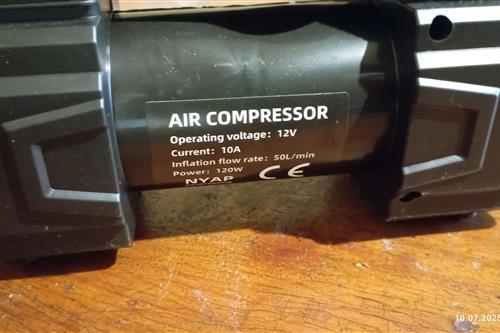 AIR COMPRESSOR
Operating voltage: 12V
Current: 10A
Inflation flow rate: 50L/min
Power: 120W
NYAP CE
10.07.2025